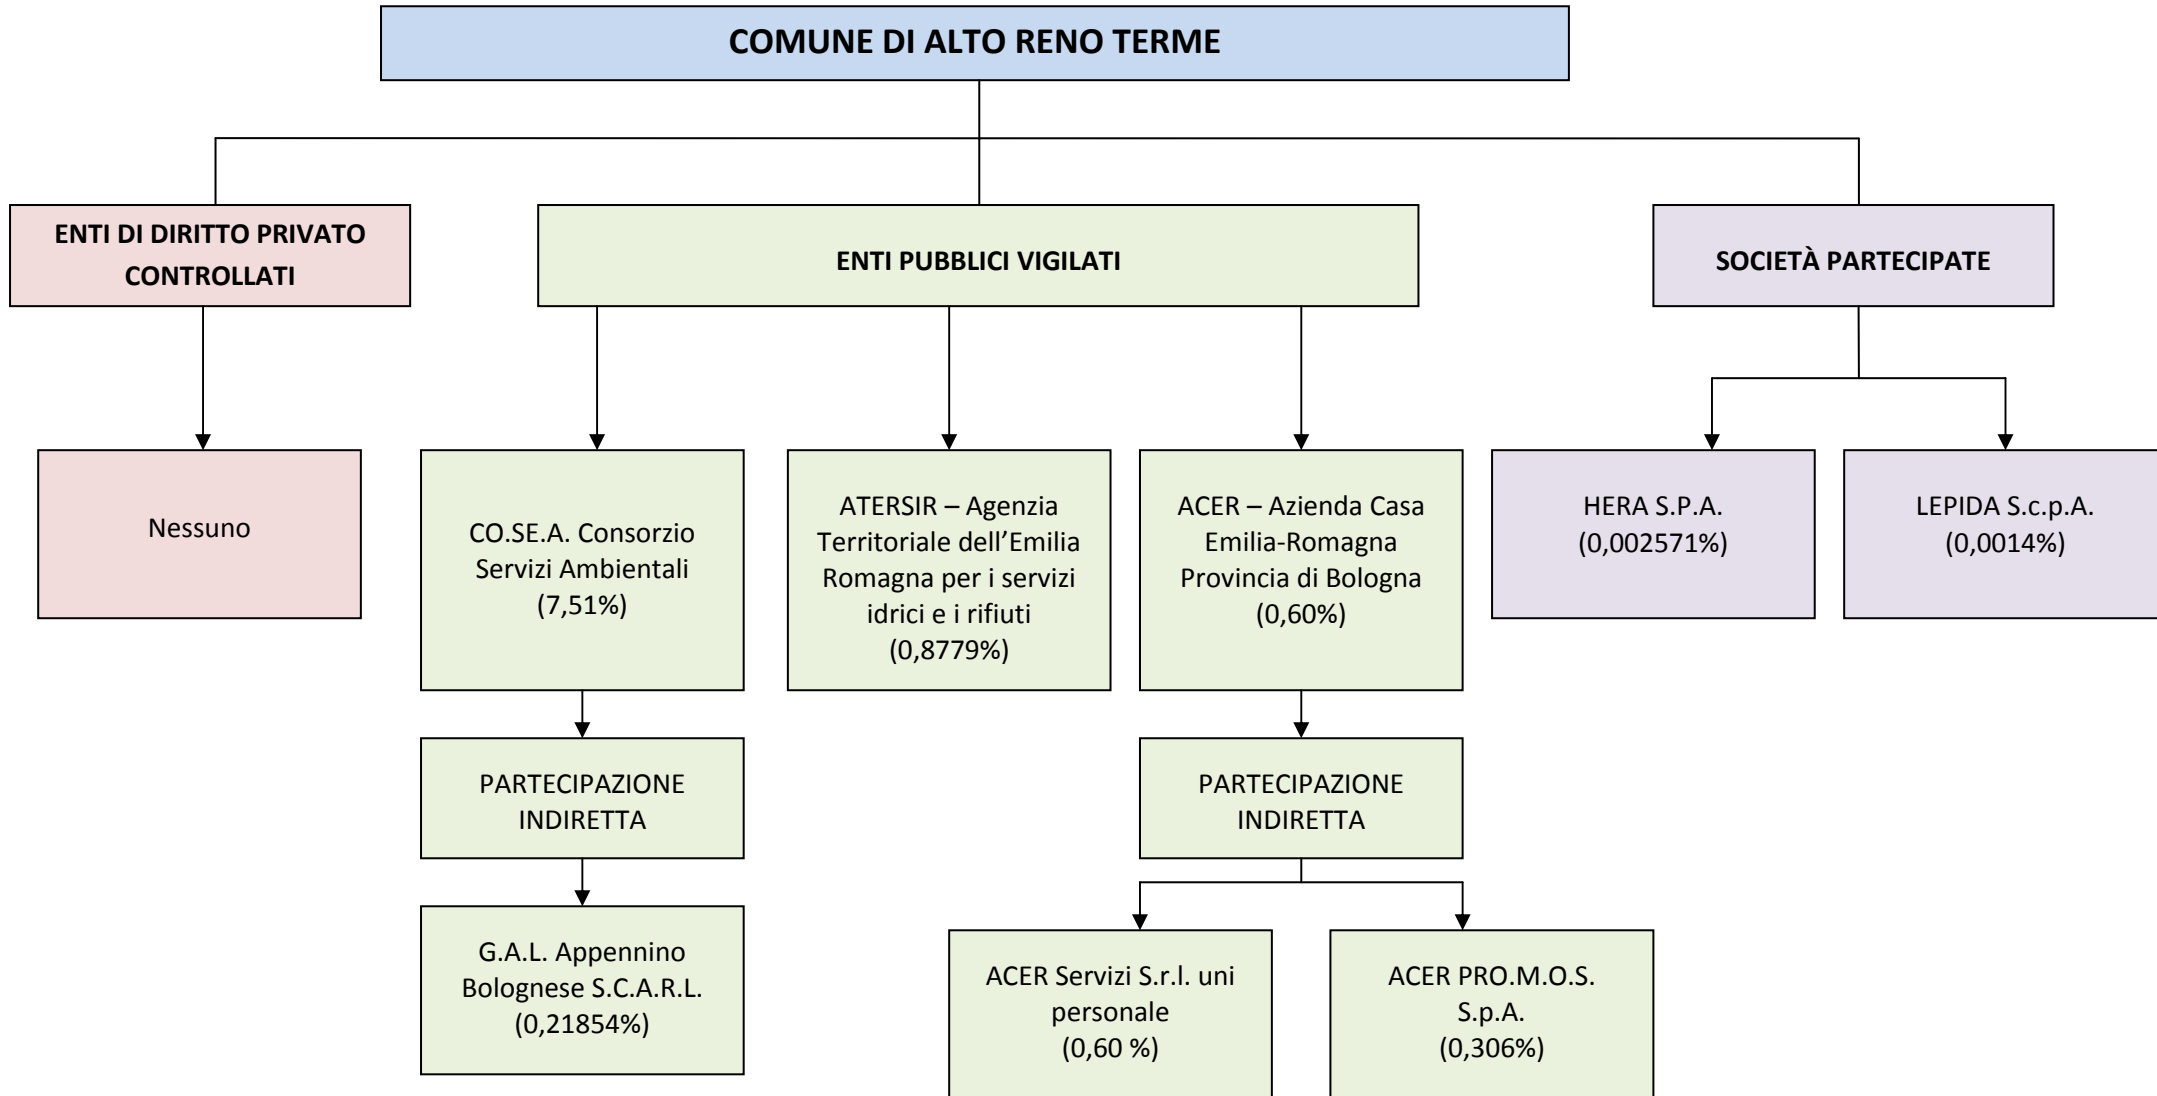 COMUNE DI ALTO RENO TERME
ENTI DI DIRITTO PRIVATO
CONTROLLATI
ENTI PUBBLICI VIGILATI
SOCIETÀ PARTECIPATE
Nessuno
CO.SE.A. Consorzio
Servizi Ambientali
(7,51%)
ATERSIR – Agenzia
Territoriale dell’Emilia
Romagna per i servizi
idrici e i rifiuti
(0,8779%)
ACER – Azienda Casa
Emilia-Romagna
Provincia di Bologna
(0,60%)
HERA S.P.A.
(0,002571%)
LEPIDA S.c.p.A.
(0,0014%)
PARTECIPAZIONE
INDIRETTA
PARTECIPAZIONE
INDIRETTA
G.A.L. Appennino
Bolognese S.C.A.R.L.
(0,21854%)
ACER Servizi S.r.l. uni
personale
(0,60 %)
ACER PRO.M.O.S.
S.p.A.
(0,306%)